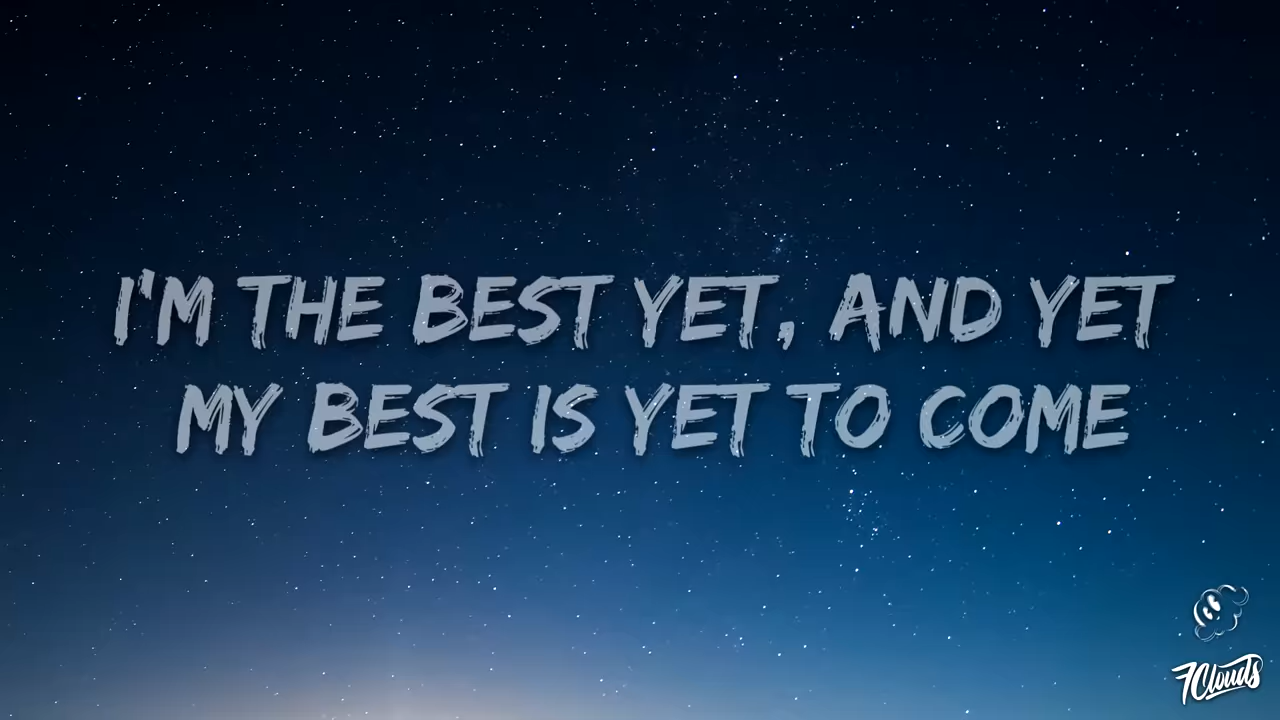 I'M THE BEST YET, AND YET
MY BEST IS YET TO COME
7Clouds